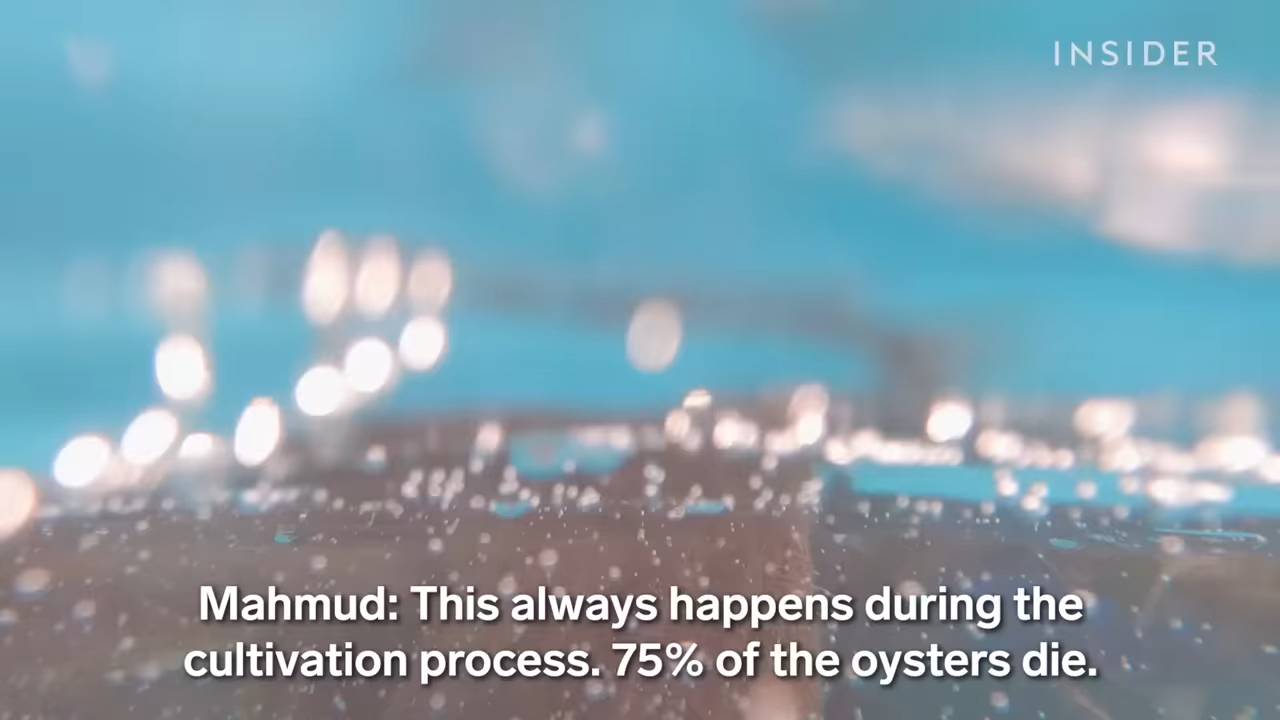 INSIDER
Mahmud: This always happens during the
cultivation process. 75% of the oysters die.